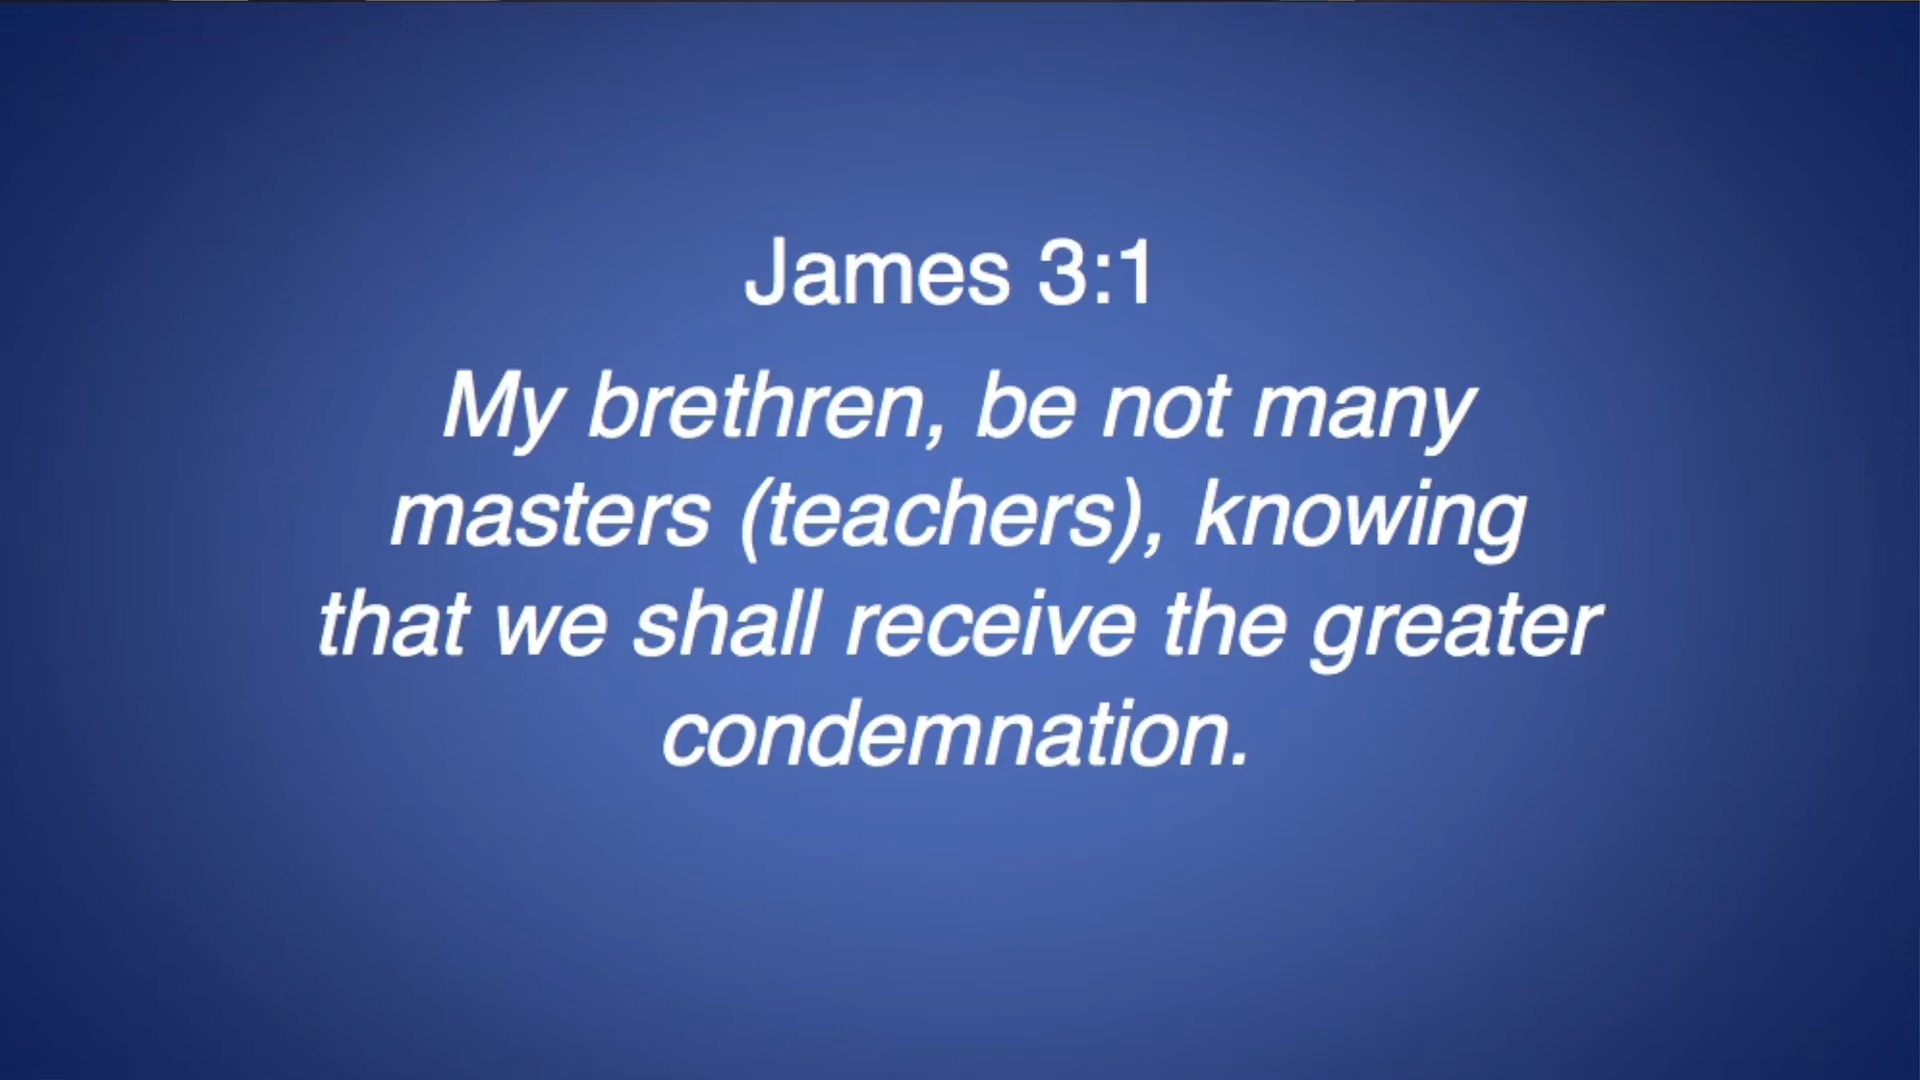 James 3:1
My brethren, be not many
masters (teachers), knowing
that we shall receive the greater
condemnation.